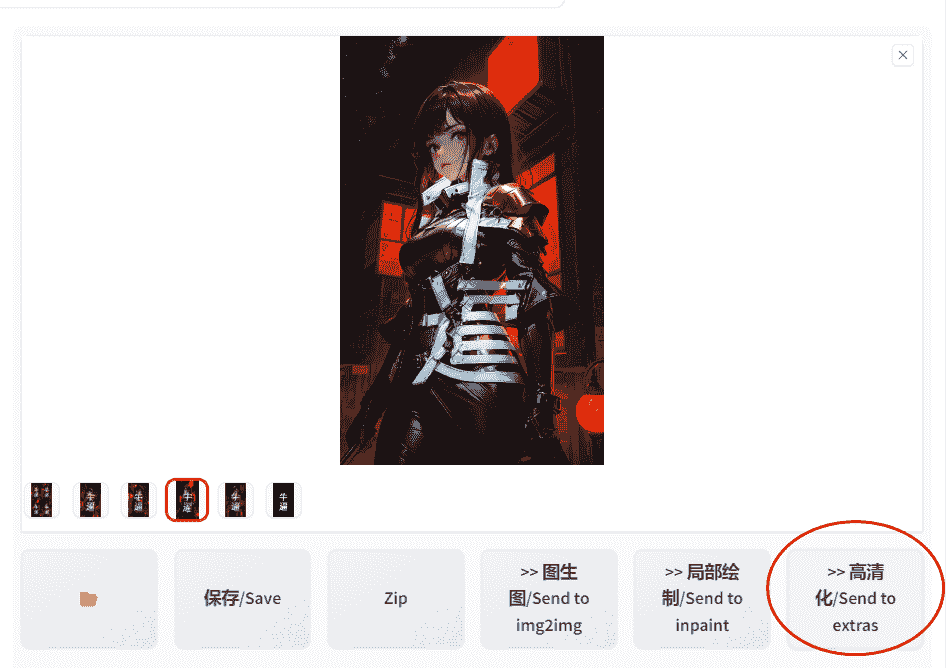 牛
逼
>> 图生
图/Send to
img2img
保存/Save
Zip
>> 局部绘
制/Send to
inpaint
>> 高清
化/Send to
extras